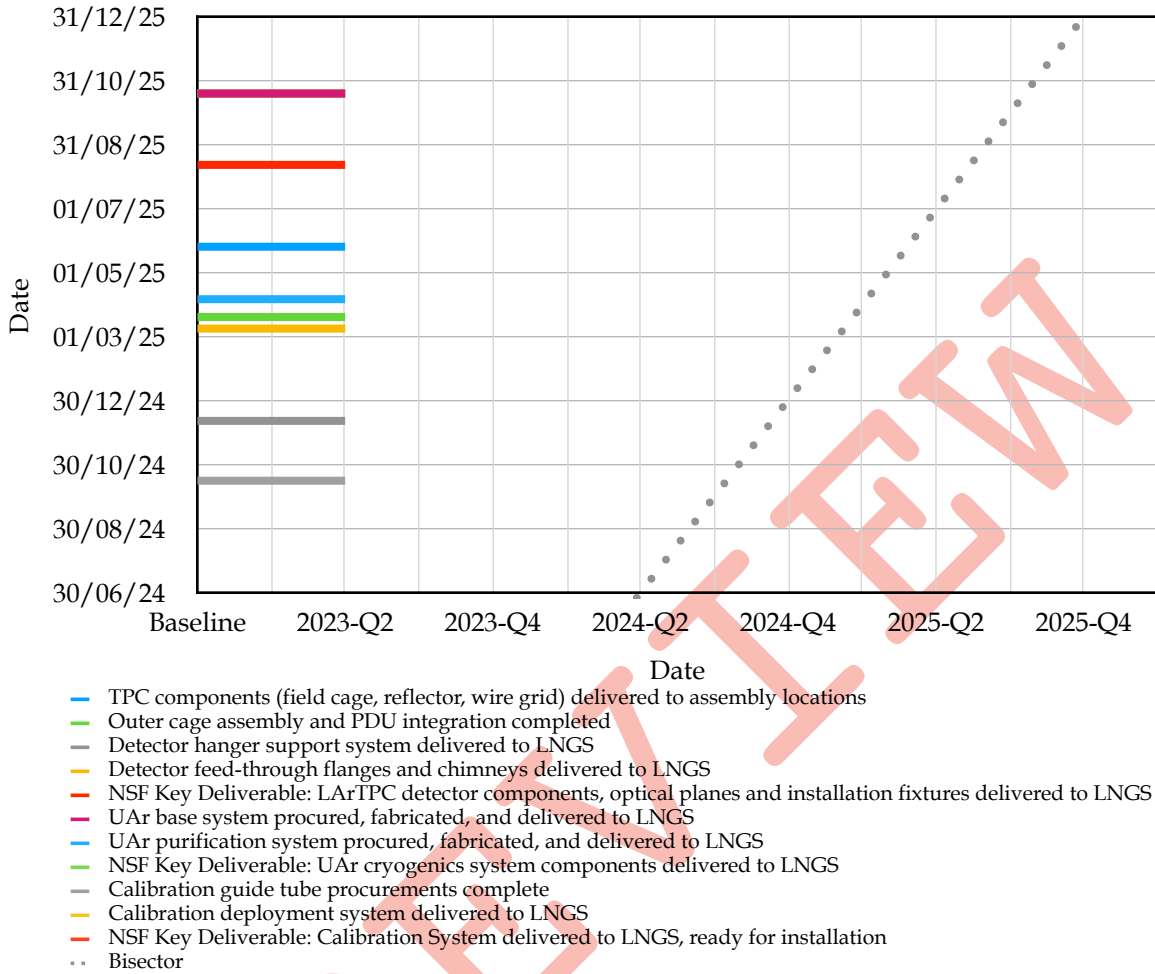 31/12/25
31/10/25
31/08/25
01/07/25
01/05/25
01/03/25
30/12/24
30/10/24
30/08/24
30/06/24
Date
Baseline 2023-Q2 2023-Q4 2024-Q2 2024-Q4 2025-Q2 2025-Q4
Date
TPC components (field cage, reflector, wire grid) delivered to assembly locations
Outer cage assembly and PDU integration completed
Detector hanger support system delivered to LNGS
Detector feed-through flanges and chimneys delivered to LNGS
NSF Key Deliverable: LArTPC detector components, optical planes and installation fixtures delivered to LNGS
UAr base system procured, fabricated, and delivered to LNGS
UAr purification system procured, fabricated, and delivered to LNGS
NSF Key Deliverable: UAr cryogenics system components delivered to LNGS
Calibration guide tube procurements complete
Calibration deployment system delivered to LNGS
NSF Key Deliverable: Calibration System delivered to LNGS, ready for installation
Bisector
EVIEW